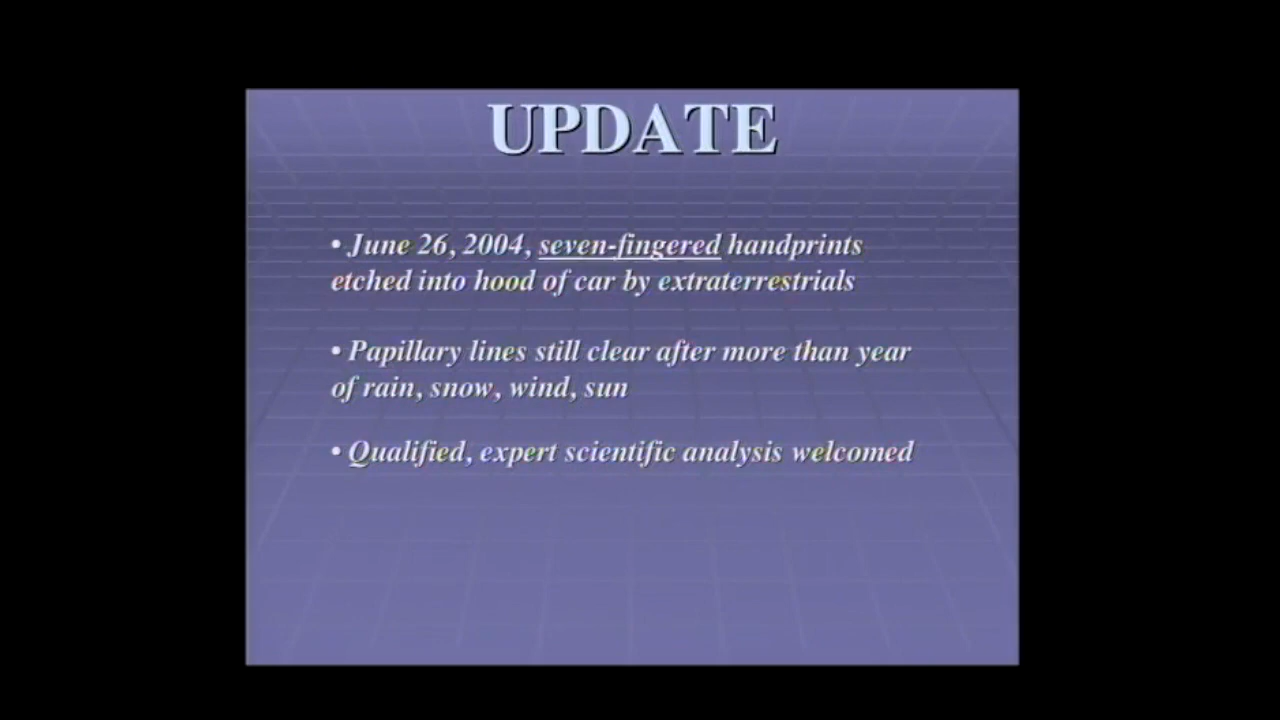 UPDATE
• June 26, 2004, seven-fingered handprints
etched into hood of car by extraterrestrials
• Papillary lines still clear after more than year
of rain, snow, wind, sun
• Qualified, expert scientific analysis welcomed